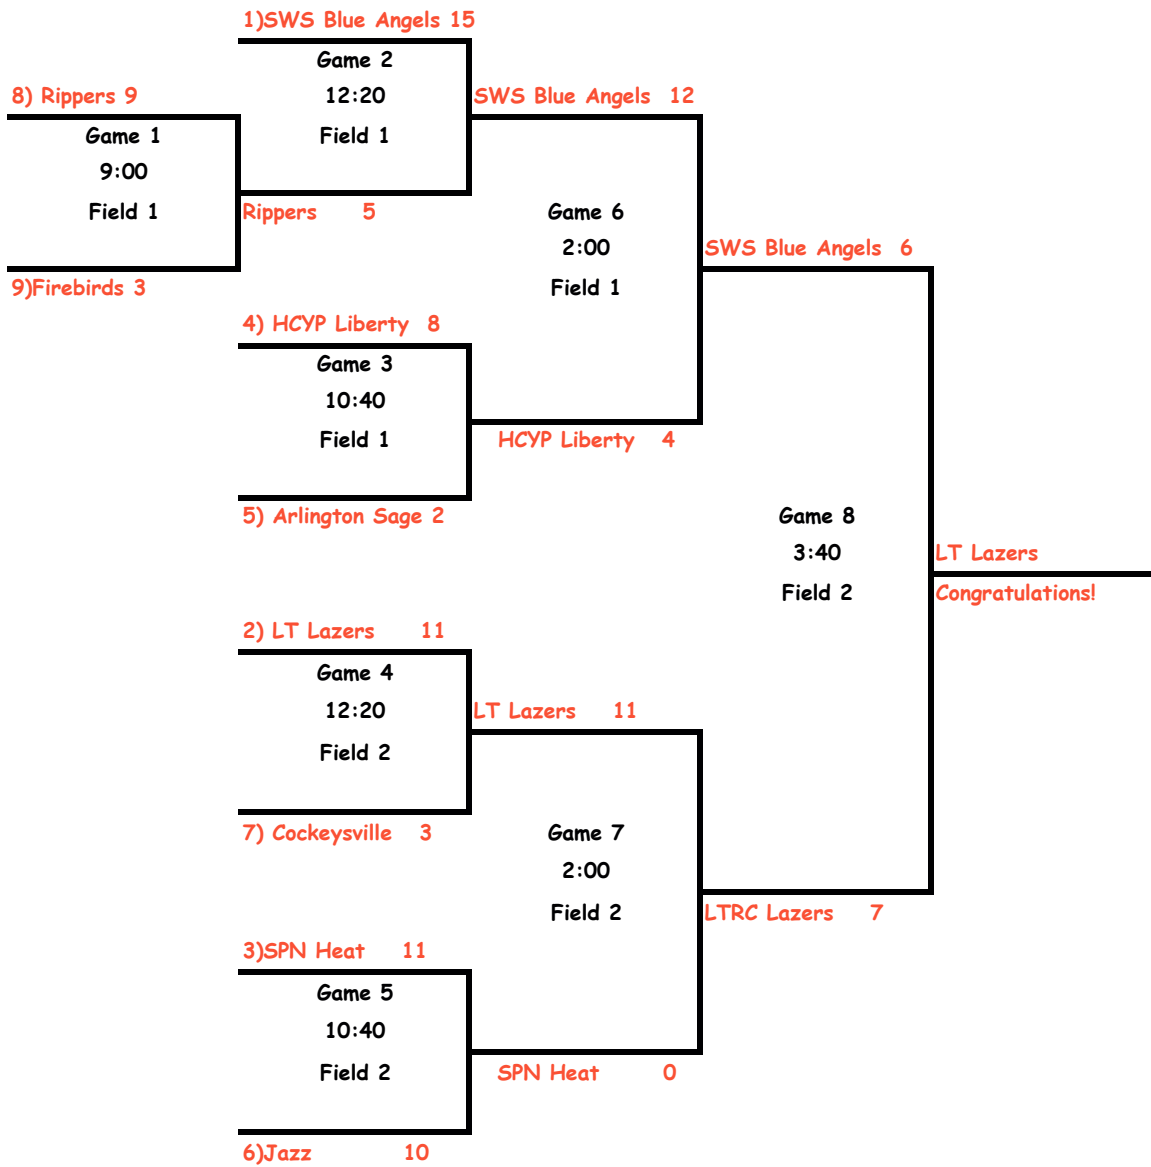 1)SWS Blue Angels 15
Game 2
12:20
Field 1
8) Rippers 9
Game 1
9:00
Field 1
9)Firebirds 3
Rippers 5
SWS Blue Angels 12
Game 6
2:00
Field 1
4) HCYP Liberty 8
Game 3
10:40
Field 1
5) Arlington Sage 2
HCYP Liberty 4
SWS Blue Angels 6
Game 8
3:40
Field 2
LT Lazers
Congratulations!
2) LT Lazers 11
Game 4
12:20
Field 2
7) Cockeysville 3
LT Lazers 11
Game 7
2:00
Field 2
LTRC Lazers 7
3)SPN Heat 11
Game 5
10:40
Field 2
6)Jazz 10
SPN Heat 0